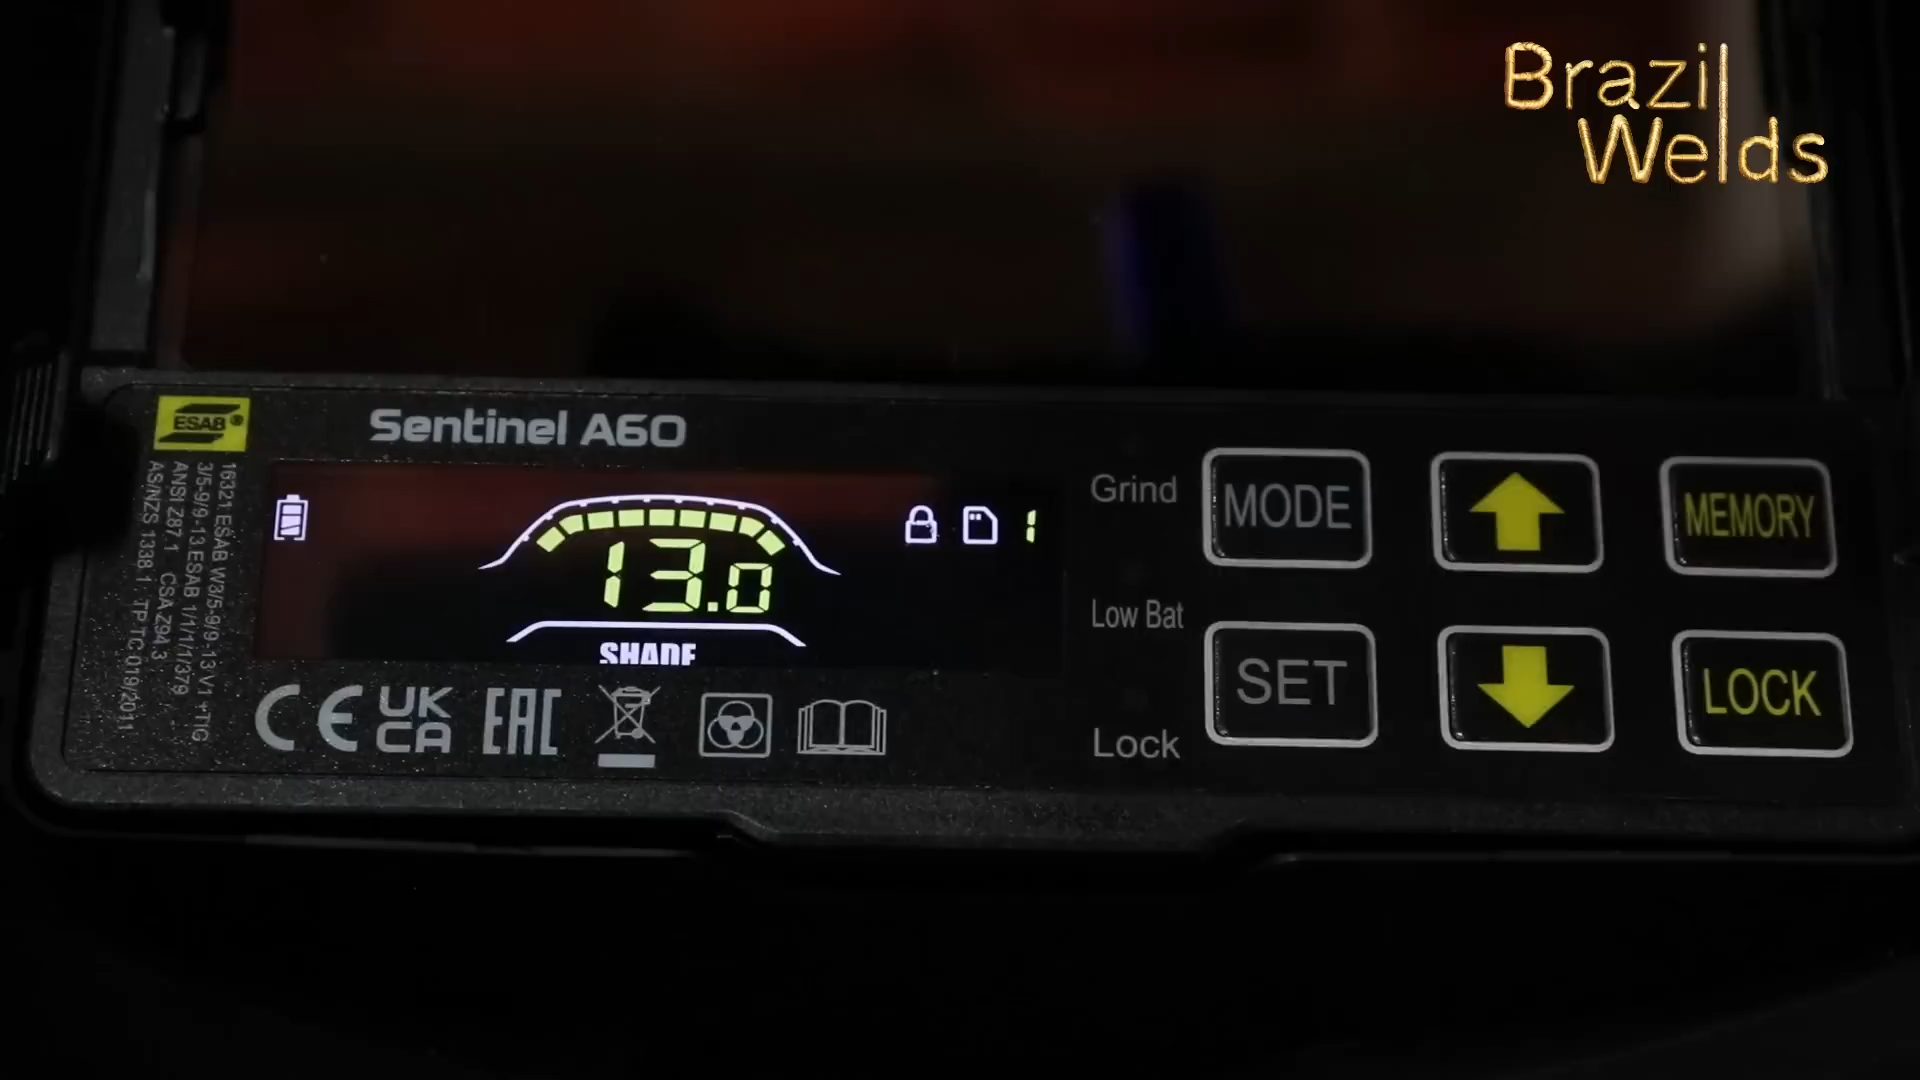 Brazil
Welds
ESAB®
Sentinel A60
16321 ESAB W3/5-9/9-13 V1+TIG
3/5-9/9-13 ESAB 1/1/1/1/379
ANSI Z87.1 CSA Z94.3
AS/NZS 1338.1 TP TC 019/2011
1
13.0
SHADE
CE UK
CA EAC
Grind
Low Bat
Lock
MODE
MEMORY
SET
LOCK